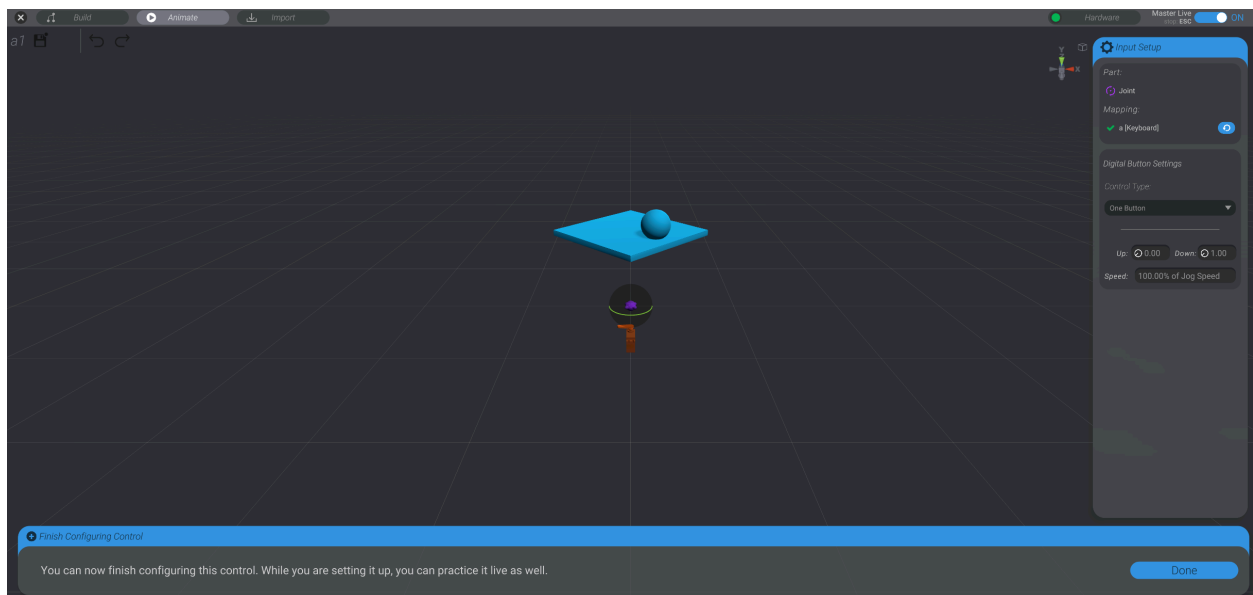 Build
Animate
Import
Hardware
Master Live
stop ESC
ON
a1
Y
X
Input Setup
Part:
Joint
Mapping:
a [Keyboard]
Digital Button Settings
Control Type:
One Button
Up: 0.00 Down: 1.00
Speed: 100.00% of Jog Speed
Finish Configuring Control
You can now finish configuring this control. While you are setting it up, you can practice it live as well.
Done